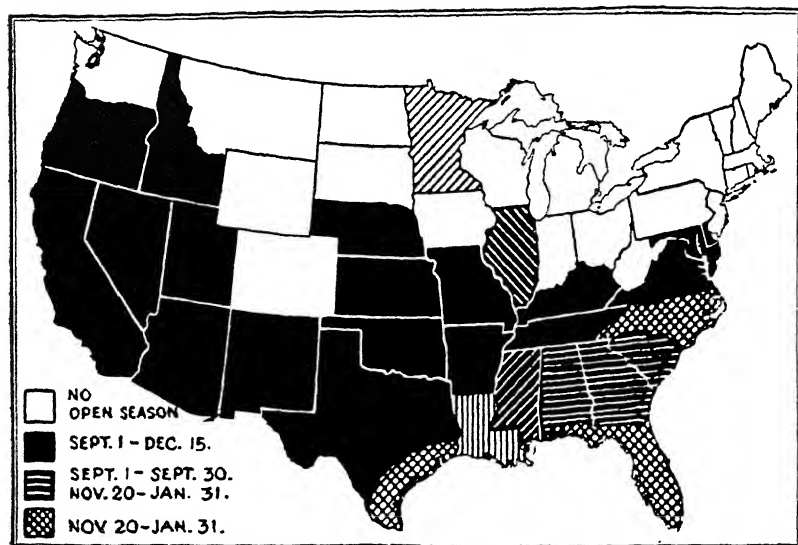 NO
OPEN SEASON
SEPT. 1 - DEC. 15.
SEPT. 1 - SEPT. 30.
NOV. 20 - JAN. 31.
NOV. 20 - JAN. 31.